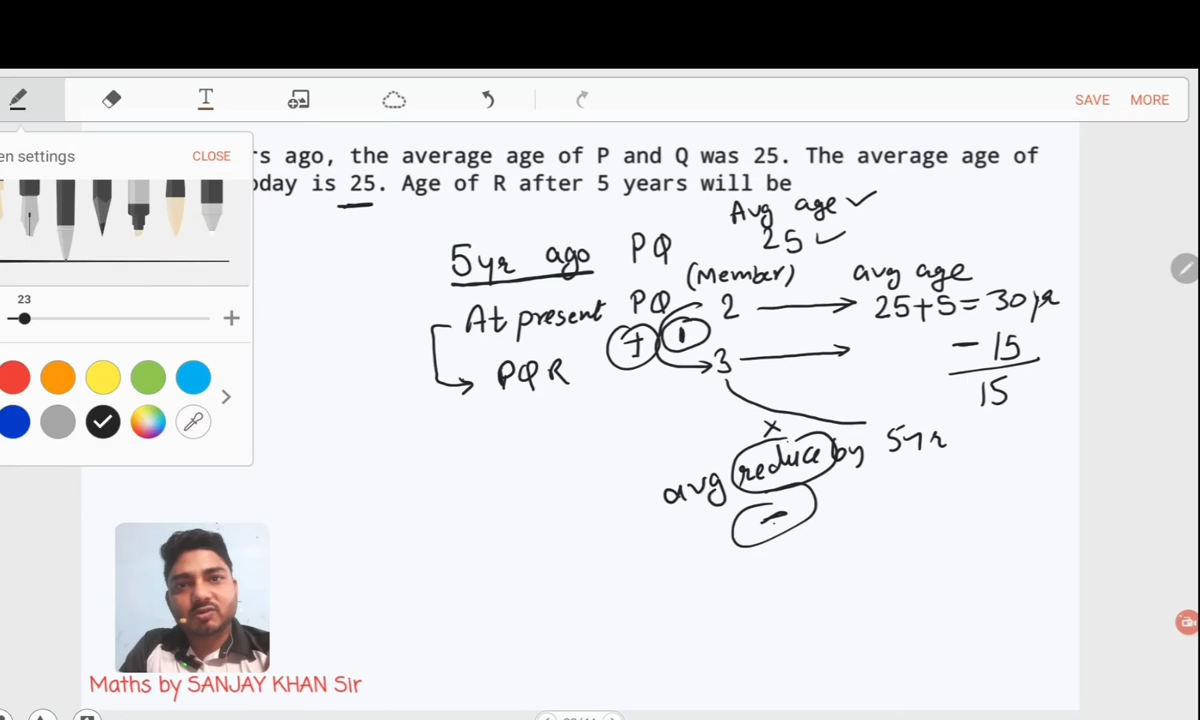 SAVE MORE
en settings CLOSE
rs ago, the average age of P and Q was 25. The average age of
oday is 25. Age of R after 5 years will be
Avg age ✓
5yr ago PQ 25 ✓
(Member) avg age
At present PQ 2 → 25+5=30yr
23
+ 1 - 15
PQR 3 →
15
x
avg reduce by 5yr
-
Maths by SANJAY KHAN Sir